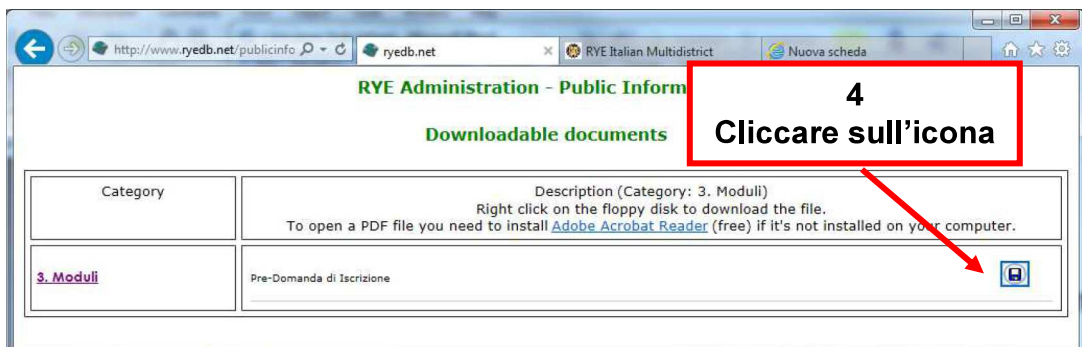 http://www.ryedb.net/publicinfo
ryedb.net
RYE Italian Multidistrict
Nuova scheda
RYE Administration - Public Inform
4
Cliccare sull'icona
Downloadable documents
Category
Description (Category: 3. Moduli)
Right click on the floppy disk to download the file.
To open a PDF file you need to install Adobe Acrobat Reader (free) if it's not installed on your computer.
3. Moduli
Pre-Domanda di Iscrizione